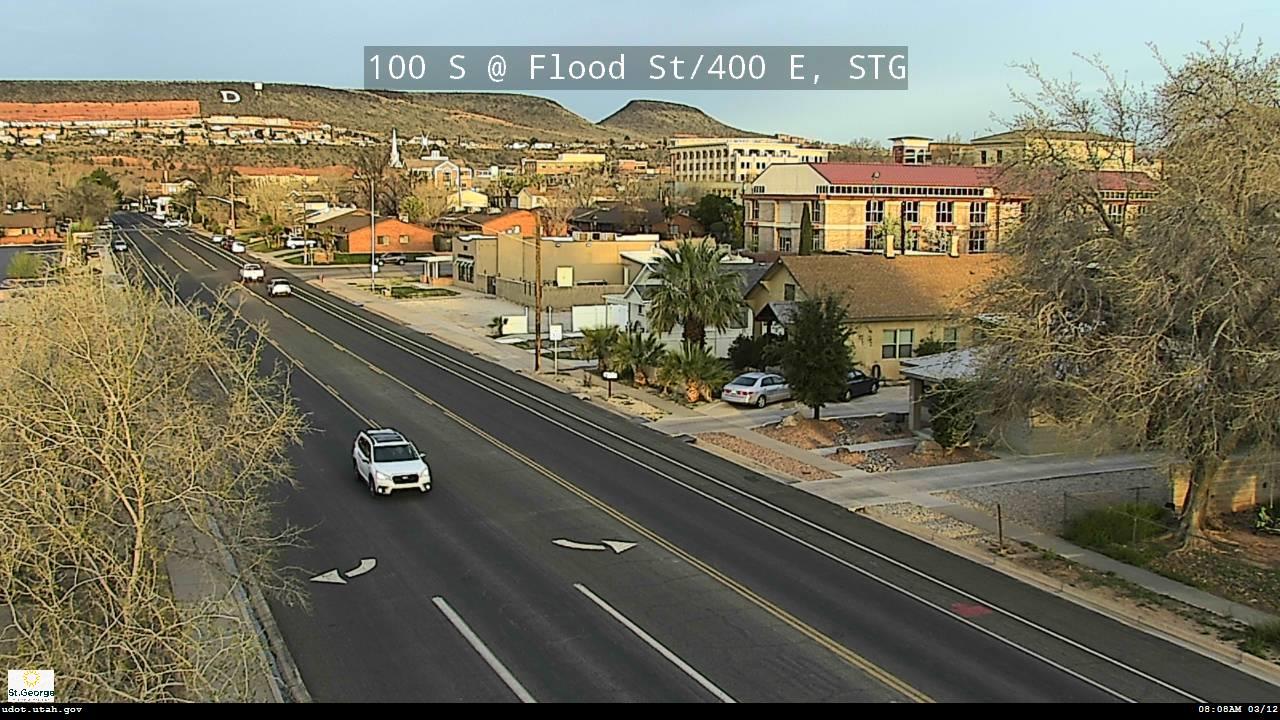 100 S @ Flood St/400 E, STG
D
St.George
udot.utah.gov
08:08AM 03/12